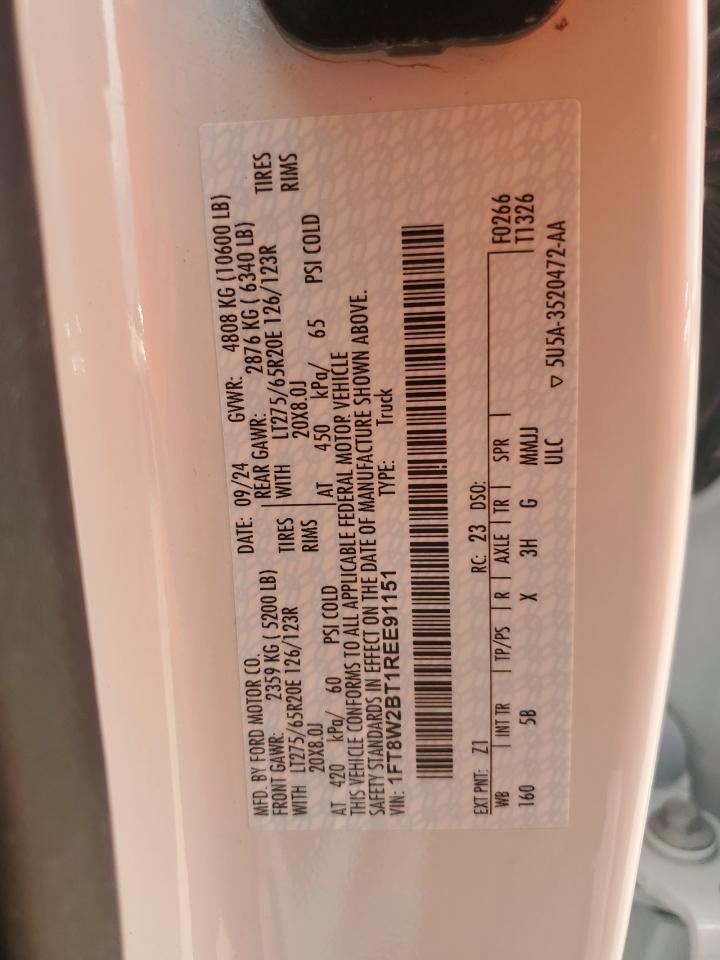 MFD. BY FORD MOTOR CO. DATE: 09/24 GVWR: 4808 KG (10600 LB)
FRONT GAWR: 2359 KG ( 5200 LB) REAR GAWR: 2876 KG ( 6340 LB)
WITH LT275/65R20E 126/123R TIRES WITH LT275/65R20E 126/123R TIRES
20X8.0J RIMS 20X8.0J RIMS
AT 420 kPa/ 60 PSI COLD AT 450 kPa/ 65 PSI COLD
THIS VEHICLE CONFORMS TO ALL APPLICABLE FEDERAL MOTOR VEHICLE
SAFETY STANDARDS IN EFFECT ON THE DATE OF MANUFACTURE SHOWN ABOVE.
VIN: 1FT8W2BT1REE91151 TYPE: Truck
EXT PNT: Z1 RC: 23 DSO: F0266
WB INT TR TP/PS R AXLE TR SPR T1326
160 5B X 3H G MMJJ
ULC ▽ 5U5A-3520472-AA